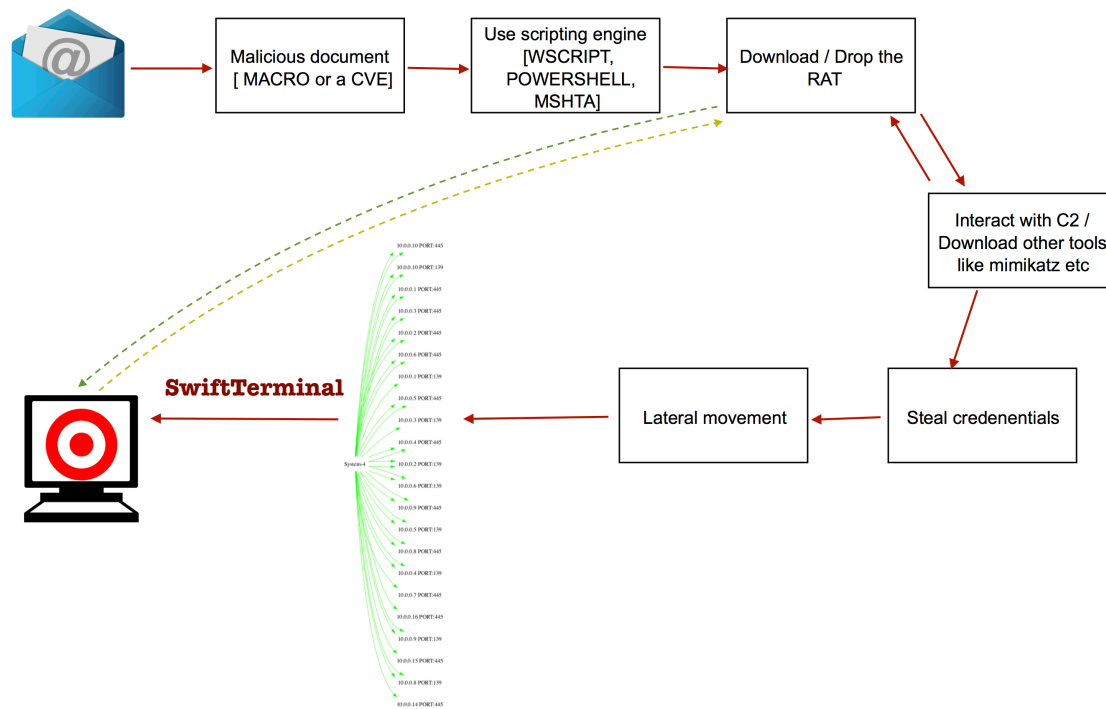 @
Malicious document
[ MACRO or a CVE]
Use scripting engine
[WSCRIPT,
POWERSHELL,
MSHTA]
Download / Drop the
RAT
Interact with C2 /
Download other tools
like mimikatz etc
Steal credenentials
Lateral movement
SwiftTerminal
System-4
10.0.0.10 PORT:445
10.0.0.10 PORT:139
10.0.0.1 PORT:445
10.0.0.3 PORT:445
10.0.0.2 PORT:445
10.0.0.6 PORT:445
10.0.0.1 PORT:139
10.0.0.5 PORT:445
10.0.0.3 PORT:139
10.0.0.4 PORT:445
10.0.0.2 PORT:139
10.0.0.6 PORT:139
10.0.0.9 PORT:445
10.0.0.5 PORT:139
10.0.0.8 PORT:445
10.0.0.4 PORT:139
10.0.0.7 PORT:445
10.0.0.16 PORT:445
10.0.0.9 PORT:139
10.0.0.15 PORT:445
10.0.0.8 PORT:139
10.0.0.14 PORT:445